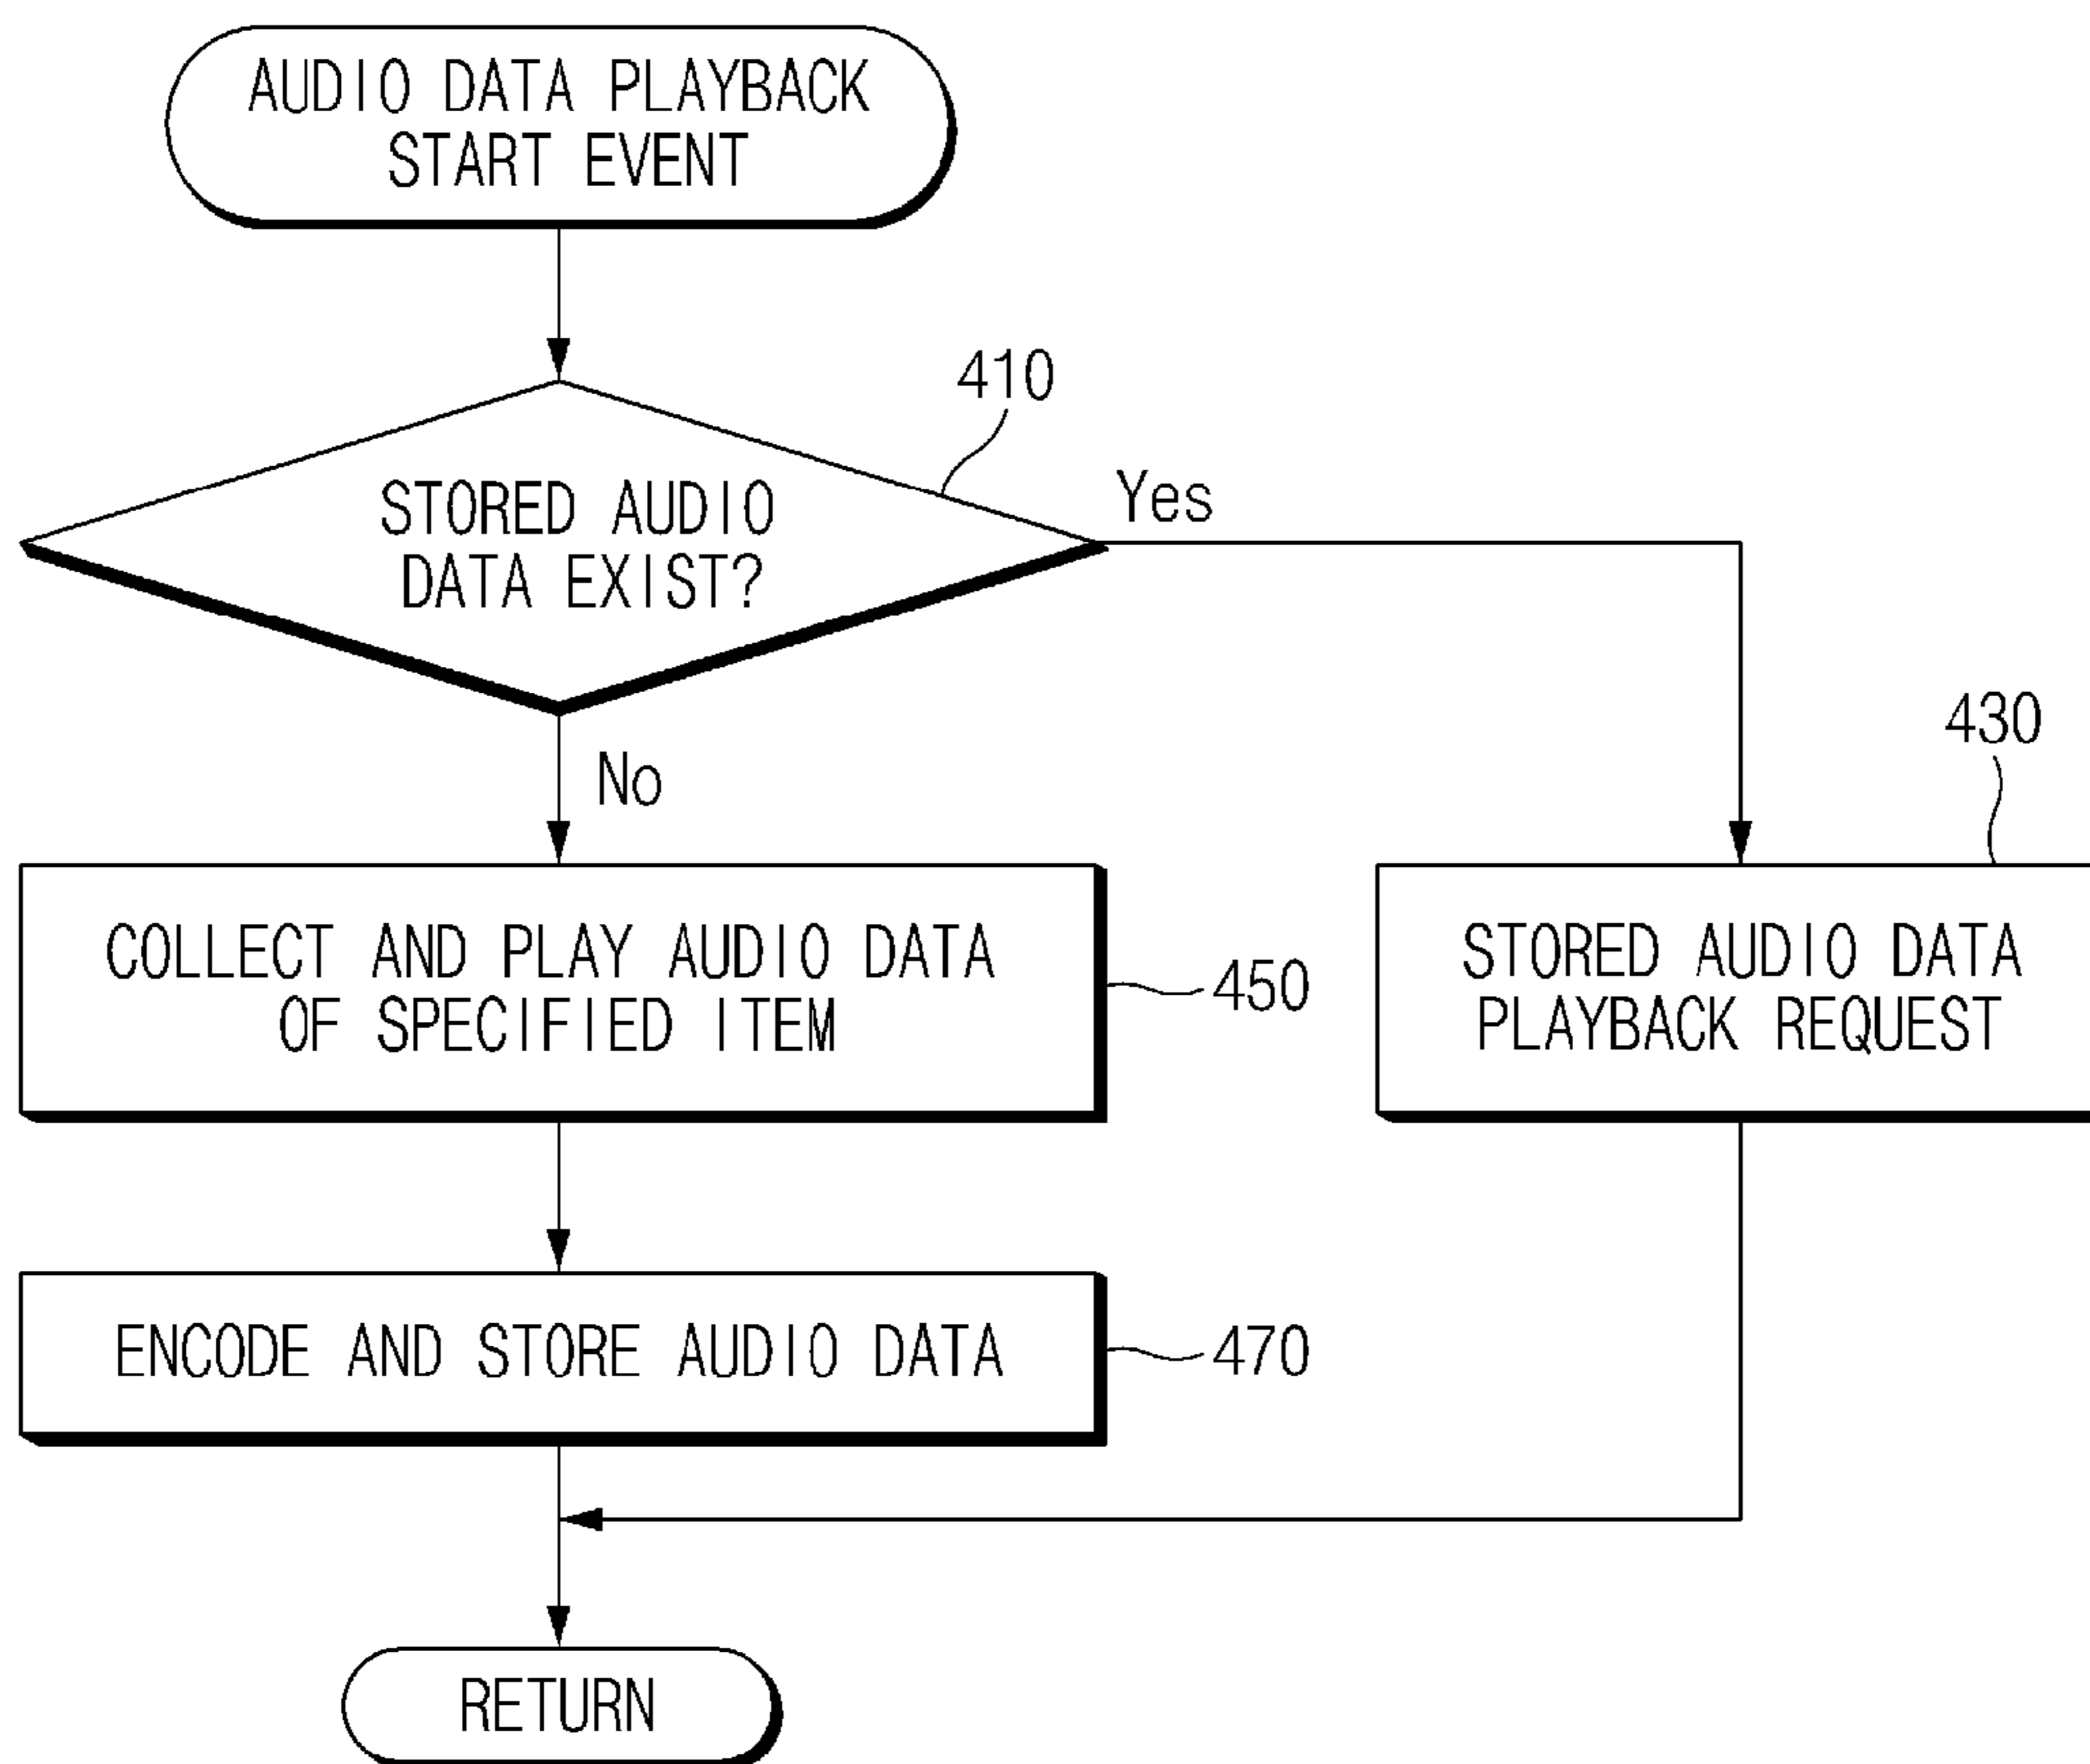 AUDIO DATA PLAYBACK
START EVENT
410
STORED AUDIO
DATA EXIST?
Yes
No
430
COLLECT AND PLAY AUDIO DATA
OF SPECIFIED ITEM
450
STORED AUDIO DATA
PLAYBACK REQUEST
ENCODE AND STORE AUDIO DATA
470
RETURN